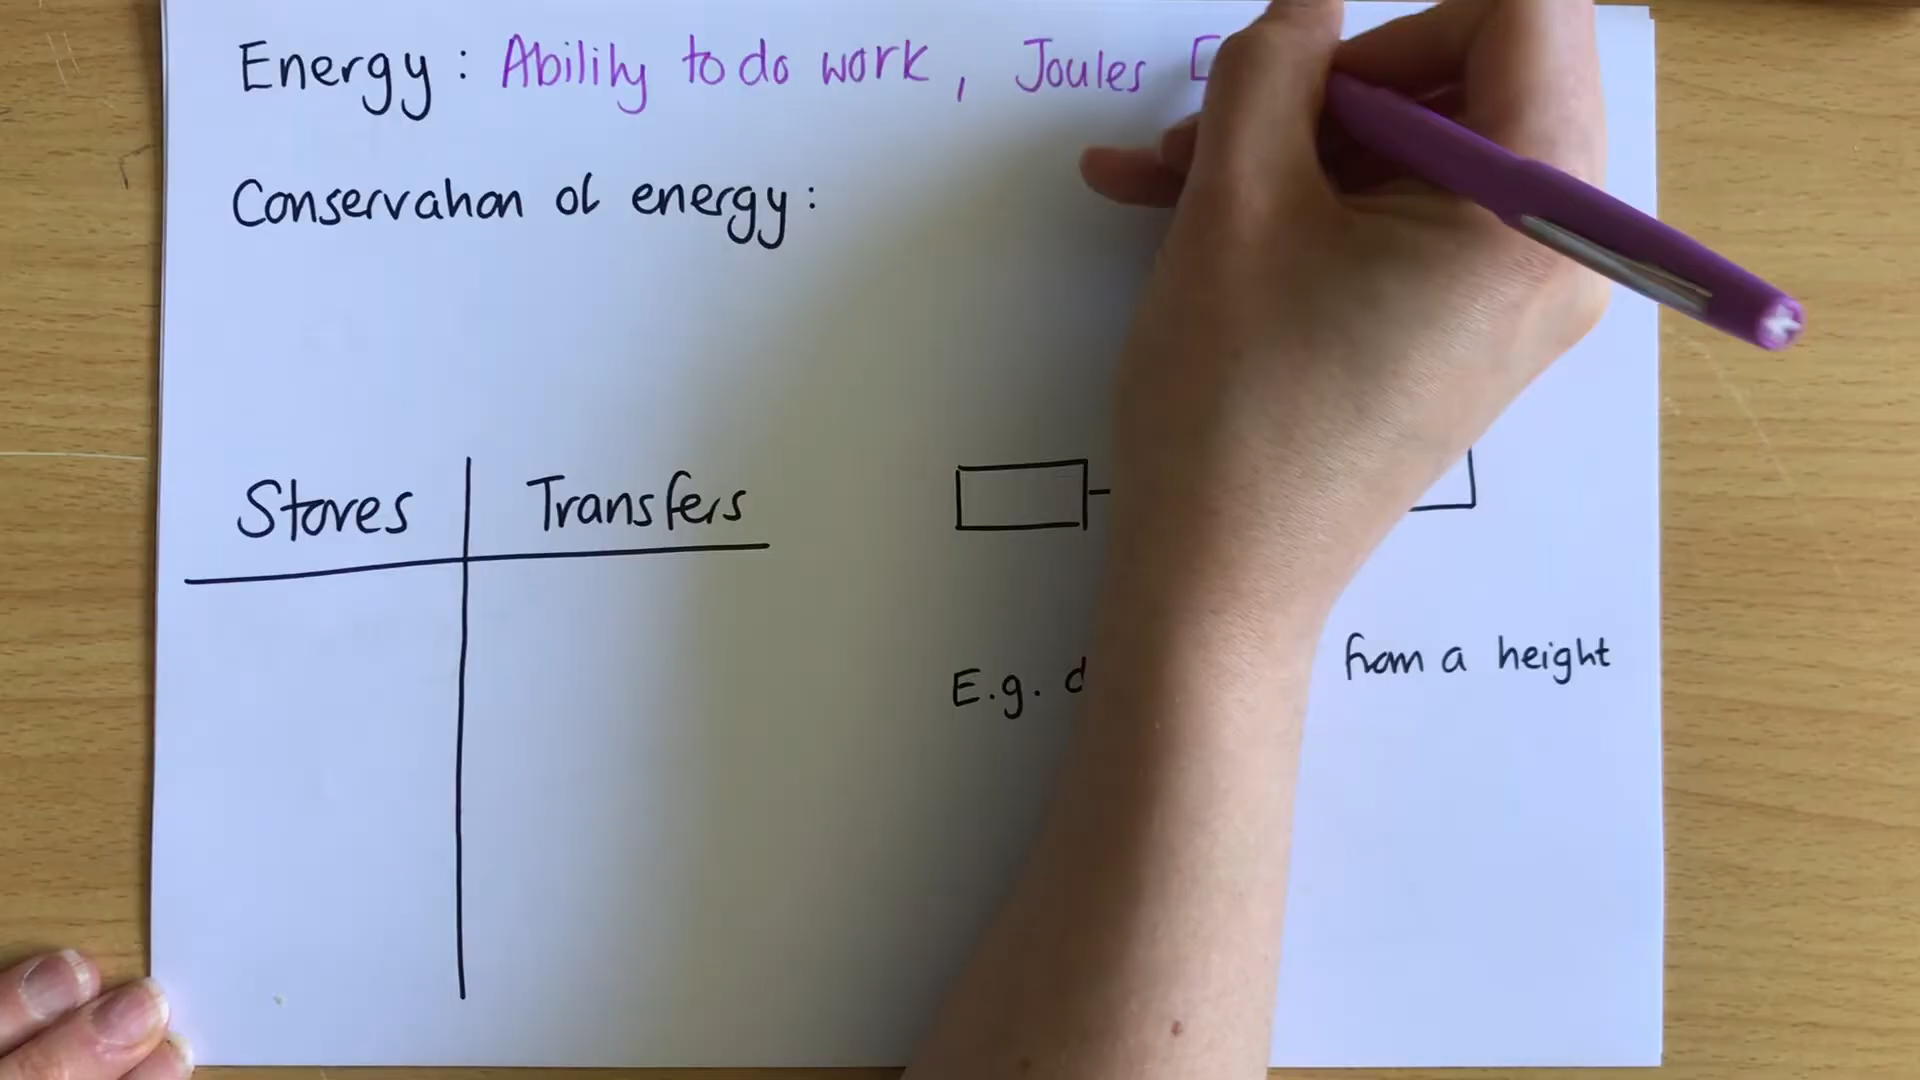 Energy: Ability to do work, Joules [
Conservation of energy:
Stores
Transfers
E.g. d
from a height